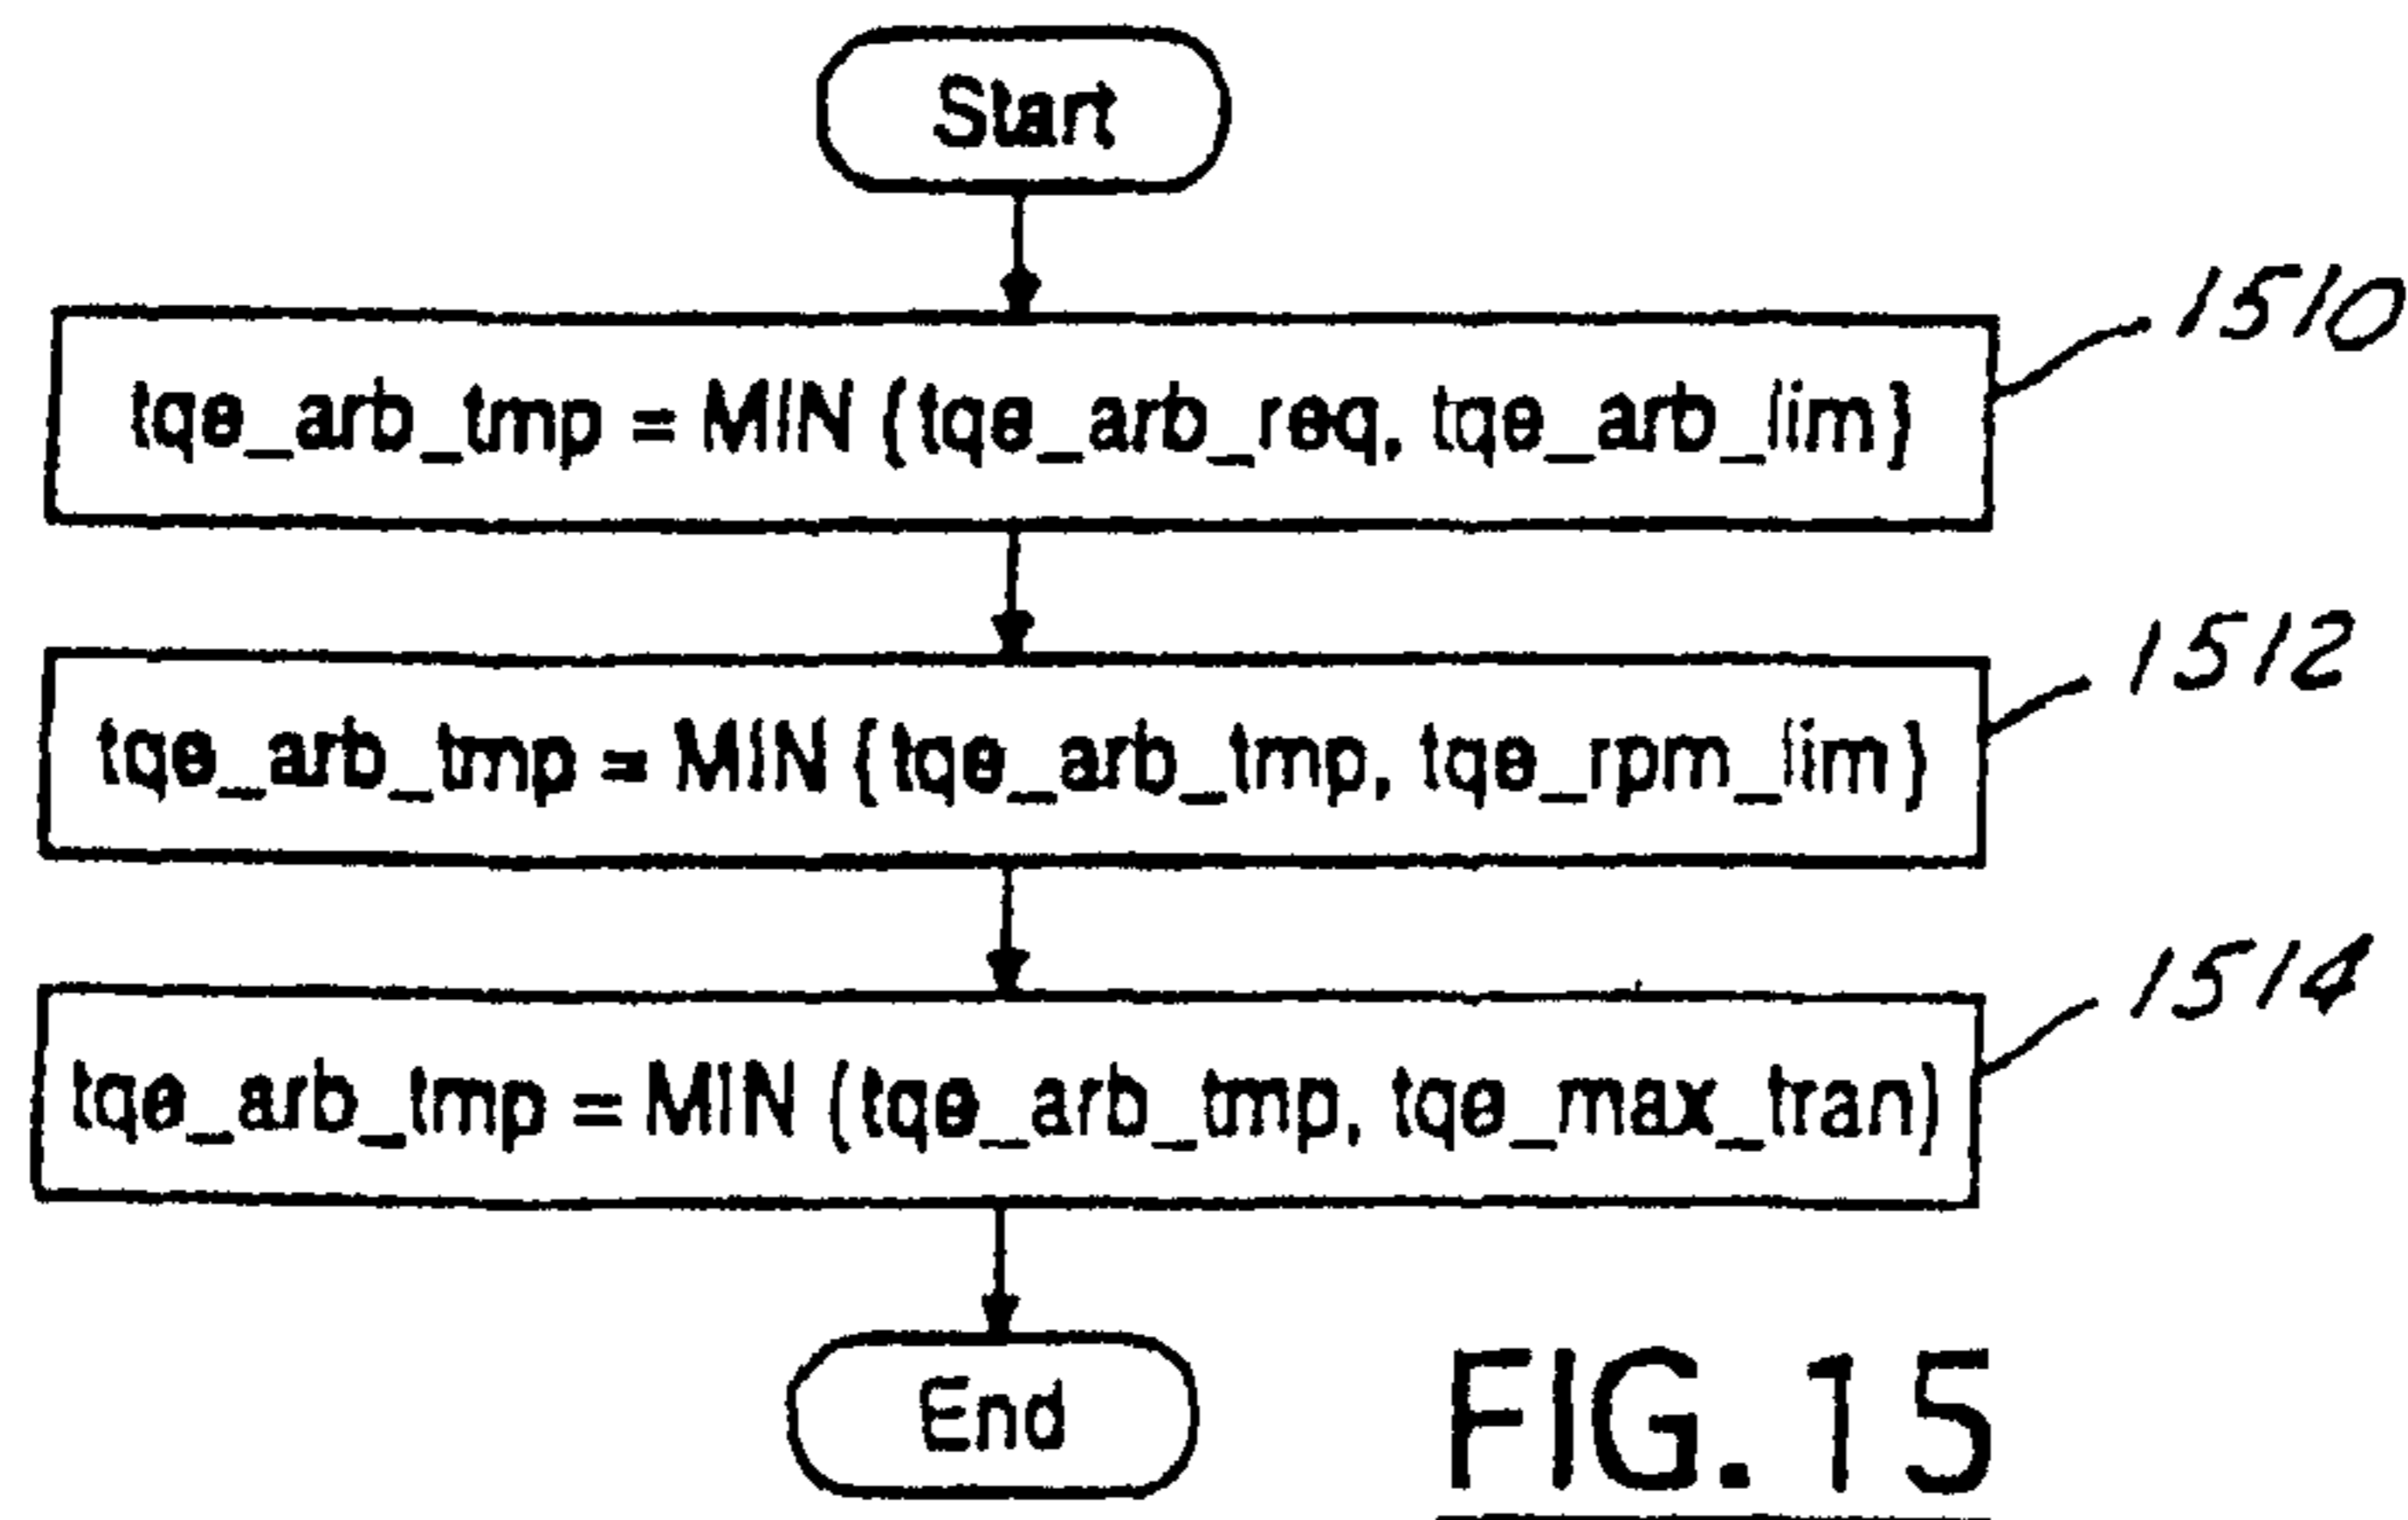 Start
1510
tqe_arb_tmp = MIN (tqe_arb_req, tqe_arb_lim)
1512
tqe_arb_tmp = MIN (tqe_arb_tmp, tqe_rpm_lim)
1514
tqe_arb_tmp = MIN (tqe_arb_tmp, tqe_max_tran)
End
FIG. 15